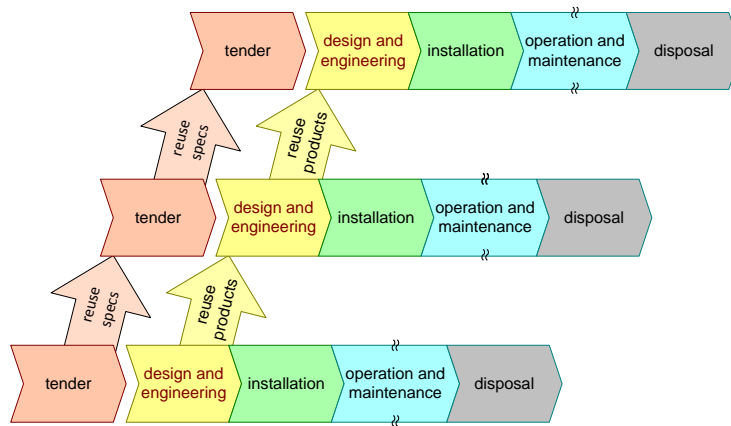 tender
design and
engineering
installation
operation and
maintenance
disposal
reuse
specs
reuse
products
tender
design and
engineering
installation
operation and
maintenance
disposal
reuse
specs
reuse
products
tender
design and
engineering
installation
operation and
maintenance
disposal